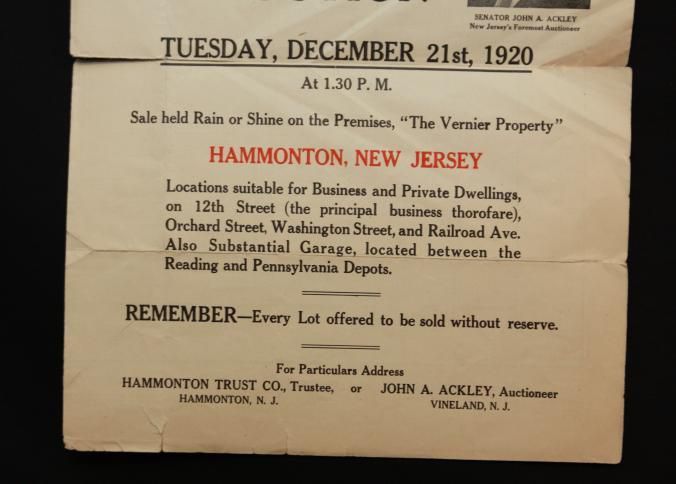 SENATOR JOHN A. ACKLEY
New Jersey's Foremost Auctioneer
TUESDAY, DECEMBER 21st, 1920
At 1.30 P. M.
Sale held Rain or Shine on the Premises, "The Vernier Property"
HAMMONTON, NEW JERSEY
Locations suitable for Business and Private Dwellings,
on 12th Street (the principal business thorofare),
Orchard Street, Washington Street, and Railroad Ave.
Also Substantial Garage, located between the
Reading and Pennsylvania Depots.
REMEMBER—Every Lot offered to be sold without reserve.
For Particulars Address
HAMMONTON TRUST CO., Trustee, or JOHN A. ACKLEY, Auctioneer
HAMMONTON, N. J. VINELAND, N. J.